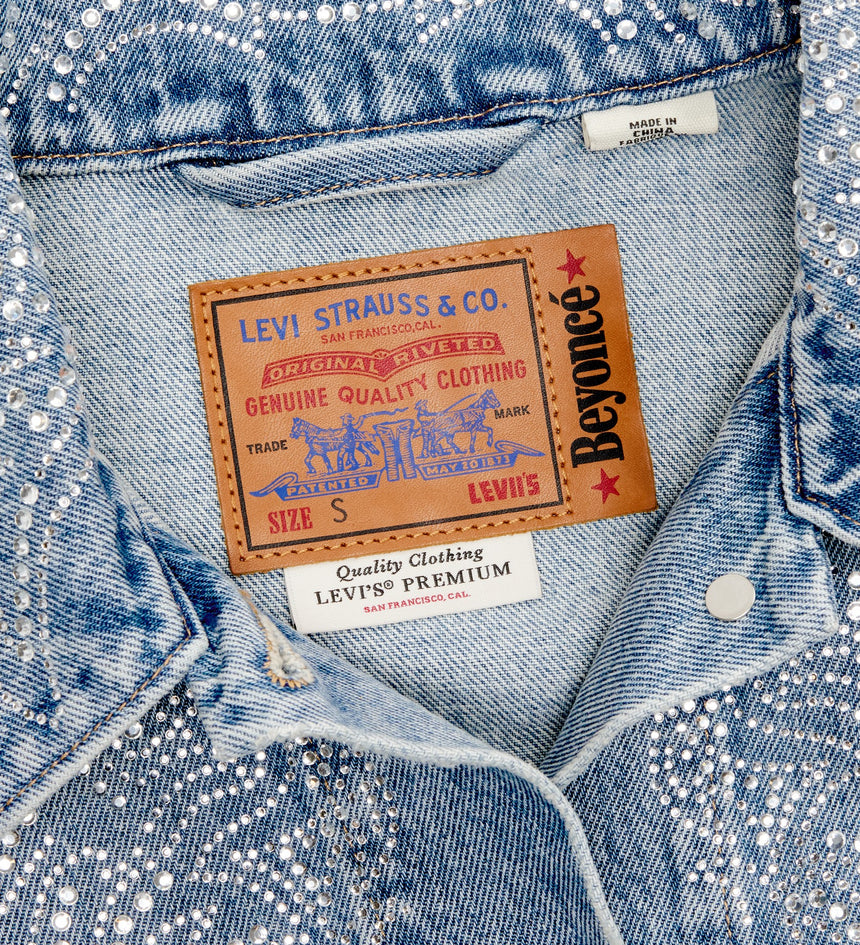 MADE IN
CHINA
LEVI STRAUSS & CO.
SAN FRANCISCO, CAL.
ORIGINAL RIVETED
GENUINE QUALITY CLOTHING
TRADE MARK
PATENTED MAY 20 1873
SIZE S LEVII'S
★ Beyoncé ★
Quality Clothing
LEVI'S® PREMIUM
SAN FRANCISCO, CAL.